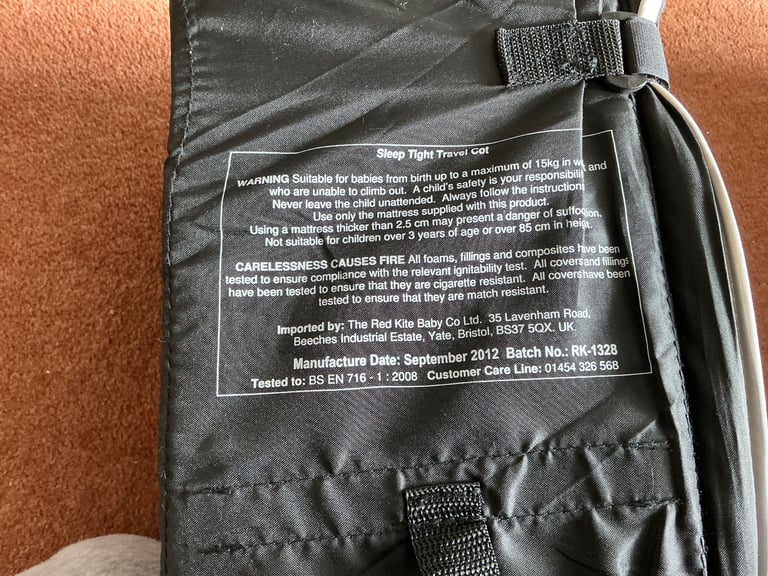 Sleep Tight Travel Cot
WARNING Suitable for babies from birth up to a maximum of 15kg in and
who are unable to climb out. A child's safety is your
Never leave the child unattended. Always follow the
Use only the mattress supplied with this product.
Using a mattress thicker than 2.5 cm may present a danger of
Not suitable for children over 3 years of age or over 85 cm in
CARELESSNESS CAUSES FIRE All foams, fillings and composites have been
tested to ensure compliance with the relevant ignitability test. All covers and fillings
have been tested to ensure that they are cigarette resistant. All covers have been
tested to ensure that they are match resistant.
Imported by: The Red Kite Baby Co Ltd. 35 Lavenham Road,
Beeches Industrial Estate, Yate, Bristol, BS37 5QX. UK.
Manufacture Date: September 2012 Batch No.: RK-1328
Tested to: BS EN 716 - 1 : 2008 Customer Care Line: 01454 326 568